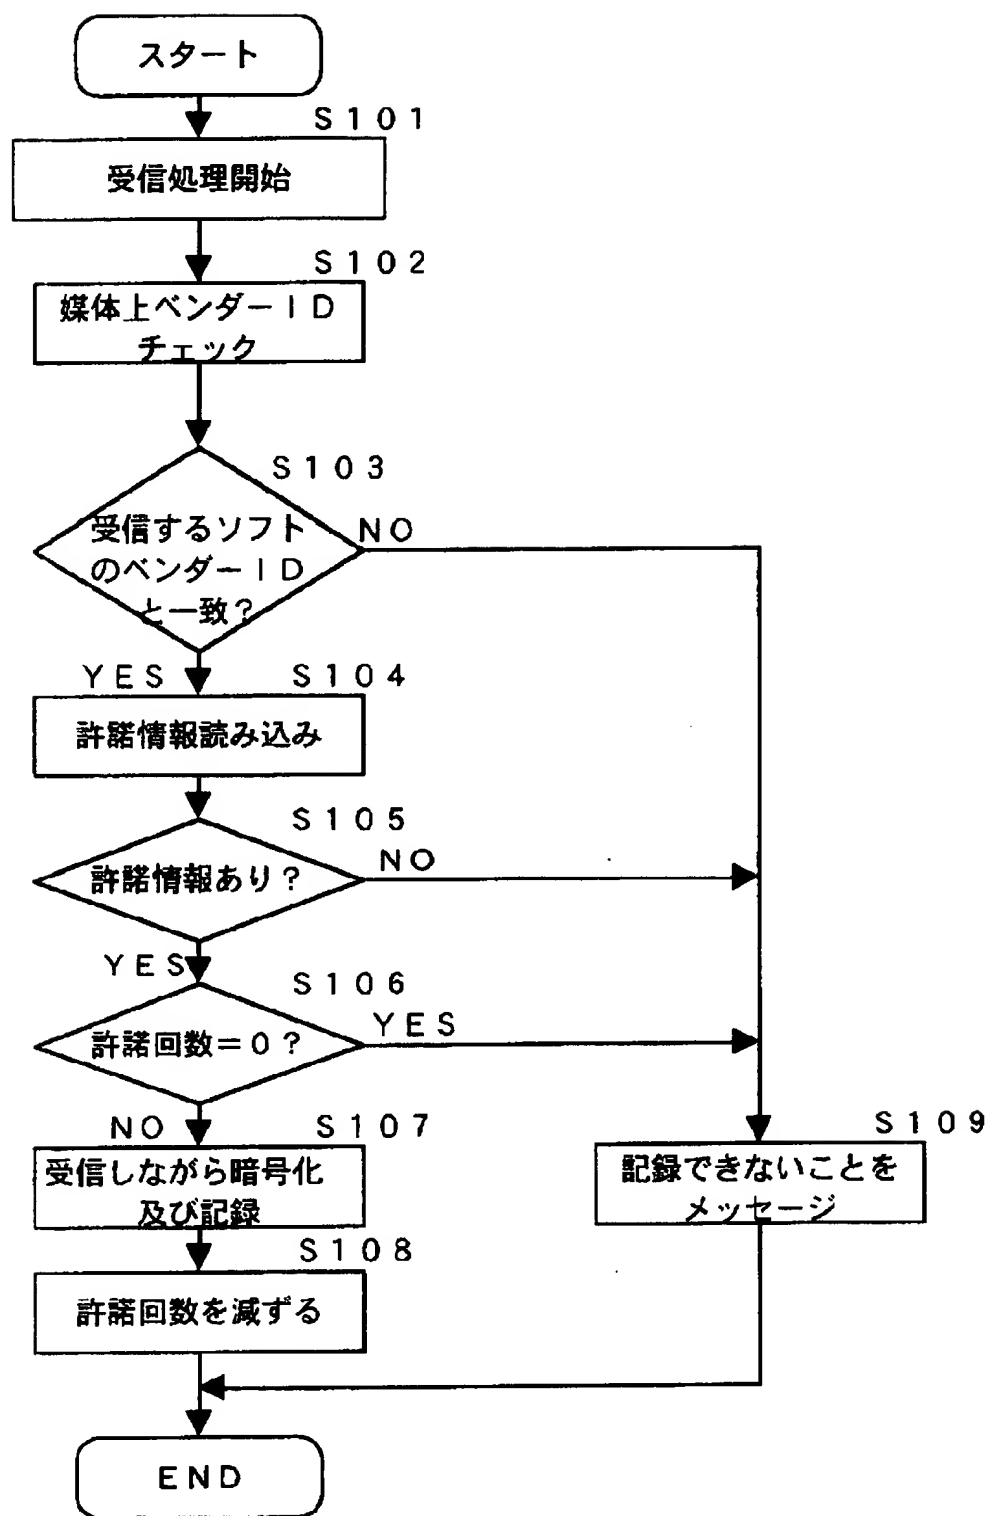 スタート
S101
受信処理開始
S102
媒体上ベンダーID
チェック
S103
受信するソフト
のベンダーID
と一致?
NO
YES
S104
許諾情報読み込み
S105
許諾情報あり?
NO
YES
S106
許諾回数=0?
YES
NO
S107
受信しながら暗号化
及び記録
S109
記録できないことを
メッセージ
S108
許諾回数を減ずる
END